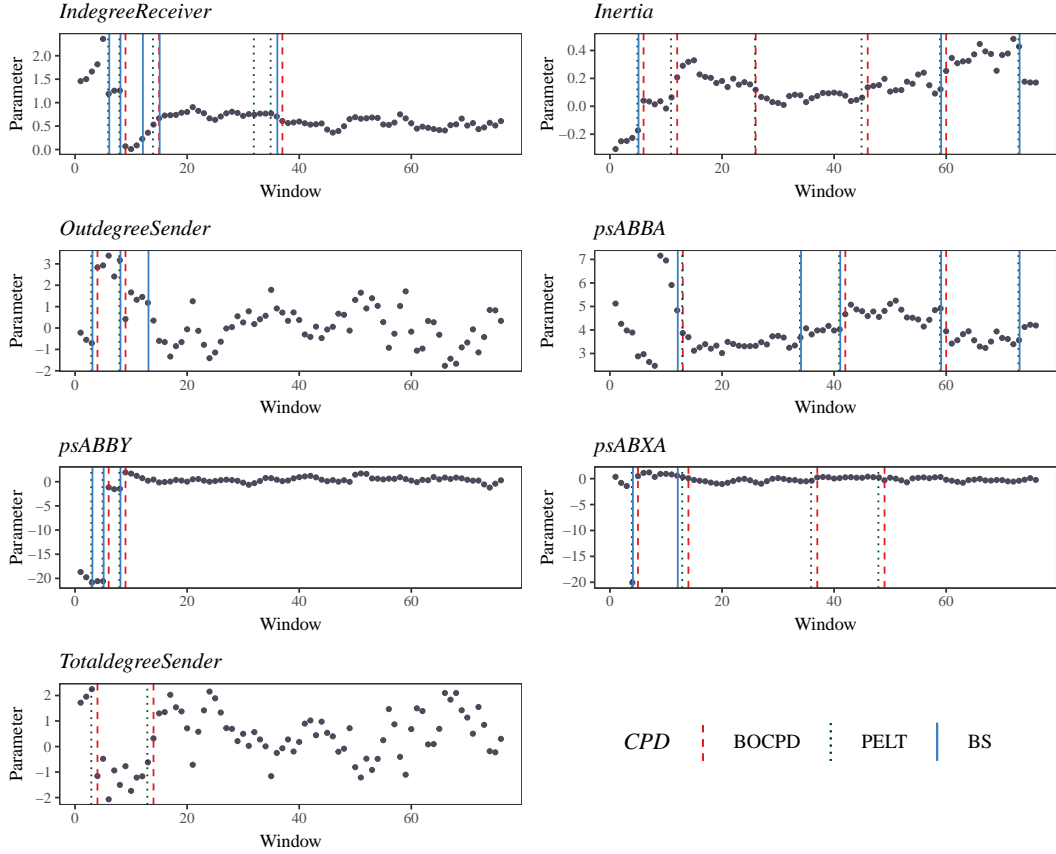 IndegreeReceiver
Parameter
2.0
1.5
1.0
0.5
0.0
0
20
40
60
Window
Inertia
Parameter
0.4
0.2
0.0
−0.2
0
20
40
60
Window
OutdegreeSender
Parameter
3
2
1
0
−1
−2
0
20
40
60
Window
psABBA
Parameter
7
6
5
4
3
0
20
40
60
Window
psABBY
Parameter
0
−5
−10
−15
−20
0
20
40
60
Window
psABXA
Parameter
0
−5
−10
−15
−20
0
20
40
60
Window
TotaldegreeSender
Parameter
2
1
0
−1
−2
0
20
40
60
Window
CPD BOCPD PELT BS